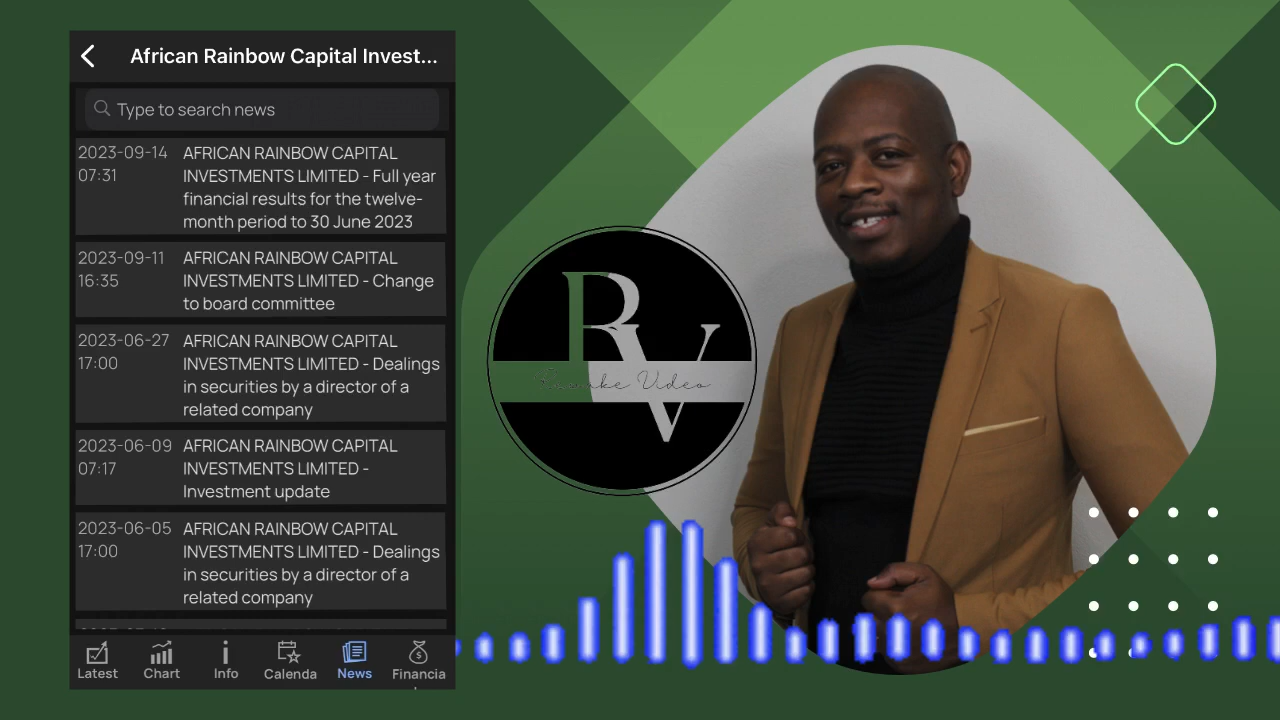 African Rainbow Capital Invest...
Type to search news
2023-09-14
07:31
AFRICAN RAINBOW CAPITAL
INVESTMENTS LIMITED - Full year
financial results for the twelve-
month period to 30 June 2023
2023-09-11
16:35
AFRICAN RAINBOW CAPITAL
INVESTMENTS LIMITED - Change
to board committee
2023-06-27
17:00
AFRICAN RAINBOW CAPITAL
INVESTMENTS LIMITED - Dealings
in securities by a director of a
related company
2023-06-09
07:17
AFRICAN RAINBOW CAPITAL
INVESTMENTS LIMITED -
Investment update
2023-06-05
17:00
AFRICAN RAINBOW CAPITAL
INVESTMENTS LIMITED - Dealings
in securities by a director of a
related company
Latest
Chart
Info
Calenda
News
Financia
RV
Video